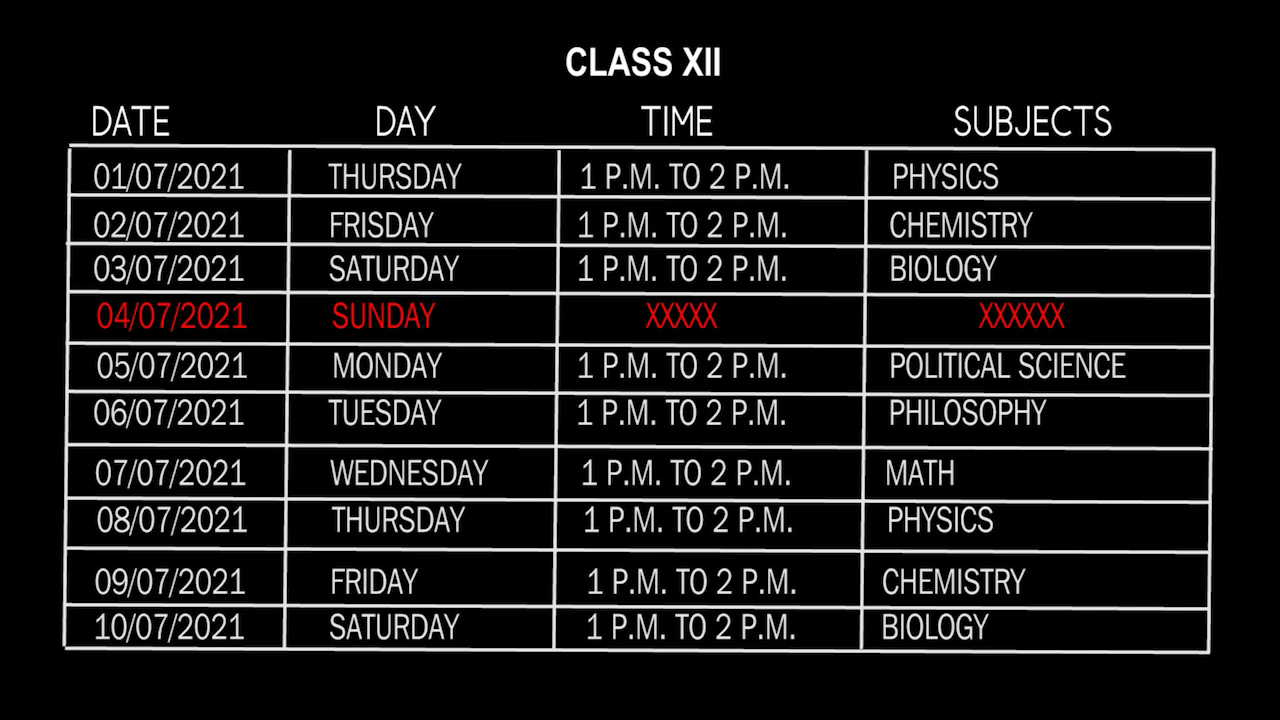 CLASS XII
DATE DAY TIME SUBJECTS
01/07/2021 THURSDAY 1 P.M. TO 2 P.M. PHYSICS
02/07/2021 FRISDAY 1 P.M. TO 2 P.M. CHEMISTRY
03/07/2021 SATURDAY 1 P.M. TO 2 P.M. BIOLOGY
04/07/2021 SUNDAY XXXXX XXXXXX
05/07/2021 MONDAY 1 P.M. TO 2 P.M. POLITICAL SCIENCE
06/07/2021 TUESDAY 1 P.M. TO 2 P.M. PHILOSOPHY
07/07/2021 WEDNESDAY 1 P.M. TO 2 P.M. MATH
08/07/2021 THURSDAY 1 P.M. TO 2 P.M. PHYSICS
09/07/2021 FRIDAY 1 P.M. TO 2 P.M. CHEMISTRY
10/07/2021 SATURDAY 1 P.M. TO 2 P.M. BIOLOGY